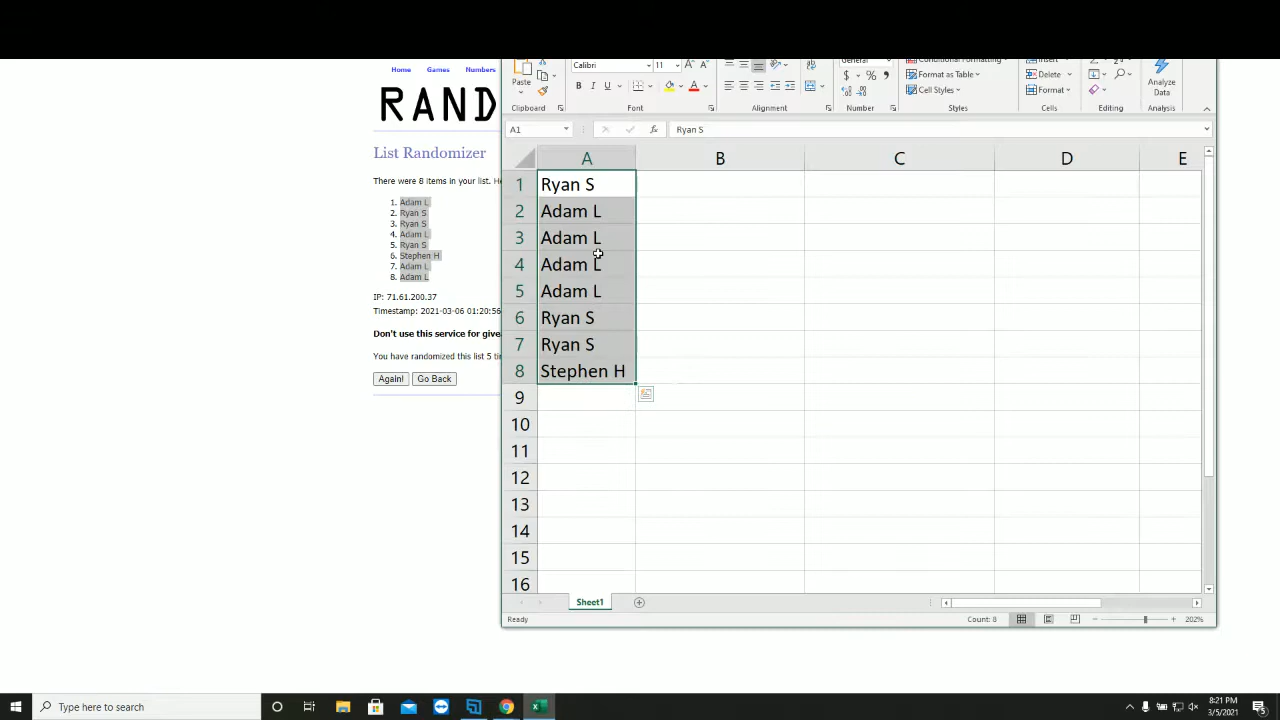 Home Games Numbers
RAND
List Randomizer
There were 8 items in your list. He
1. Adam L
2. Ryan S
3. Ryan S
4. Adam L
5. Ryan S
6. Stephen H
7. Adam L
8. Adam L
IP: 71.61.200.37
Timestamp: 2021-03-06 01:20:56
Don't use this service for give
You have randomized this list 5 ti
Again! Go Back
Paste
Calibri 11
B I U
General
$ % ,
Conditional Formatting
Format as Table
Cell Styles
Insert
Delete
Format
Analyze
Data
Clipboard Font Alignment Number Styles Cells Editing Analysis
A1 fx Ryan S
A B C D E
1 Ryan S
2 Adam L
3 Adam L
4 Adam L
5 Adam L
6 Ryan S
7 Ryan S
8 Stephen H
9
10
11
12
13
14
15
16
Sheet1
Ready Count: 8 202%
Type here to search
8:21 PM
3/5/2021
5